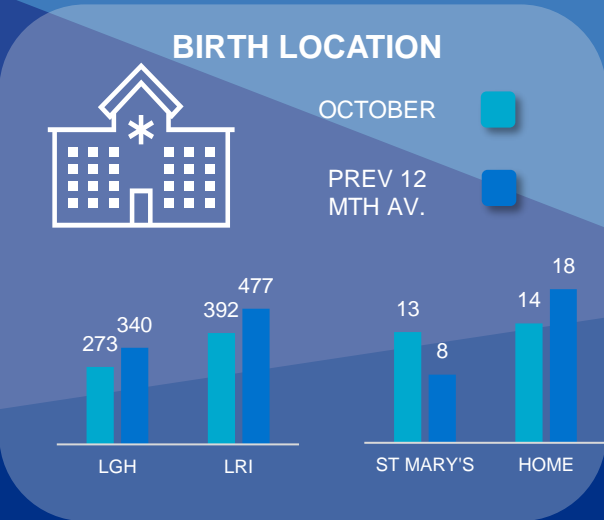 BIRTH LOCATION
OCTOBER
PREV 12
MTH AV.
273
340
392
477
13
8
14
18
LGH
LRI
ST MARY'S
HOME